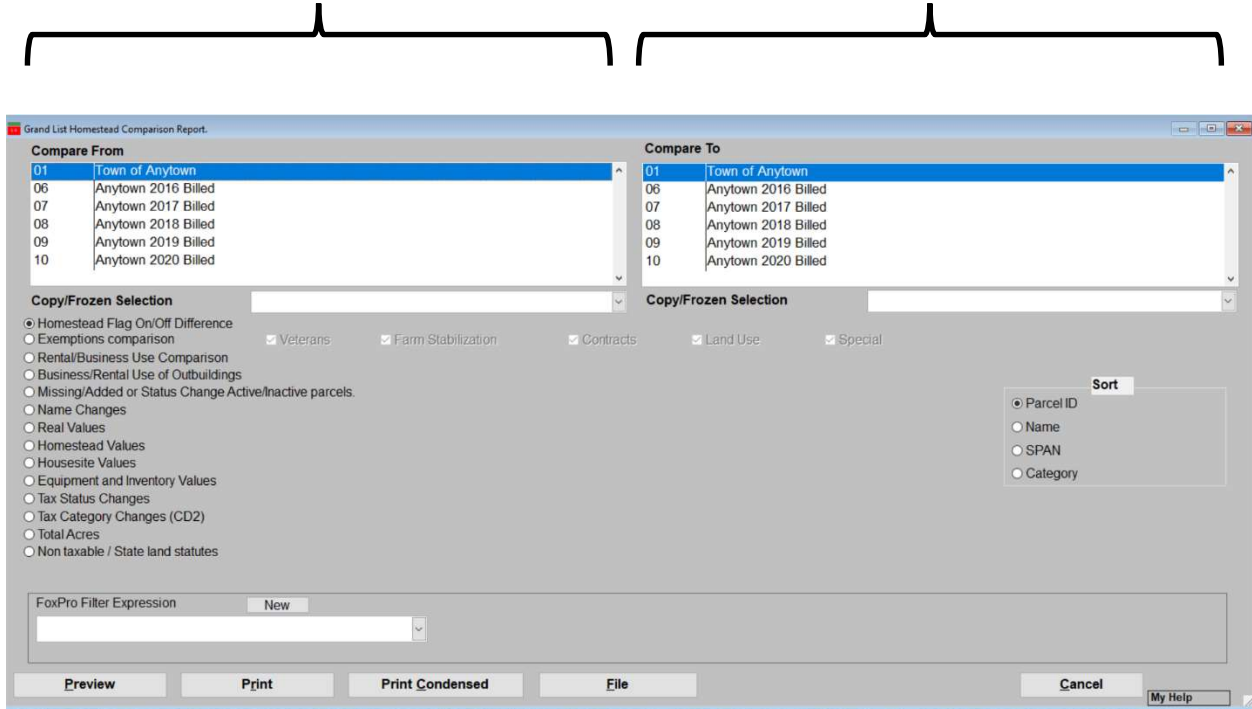 Grand List Homestead Comparison Report.
Compare From
01 Town of Anytown
06 Anytown 2016 Billed
07 Anytown 2017 Billed
08 Anytown 2018 Billed
09 Anytown 2019 Billed
10 Anytown 2020 Billed
Compare To
01 Town of Anytown
06 Anytown 2016 Billed
07 Anytown 2017 Billed
08 Anytown 2018 Billed
09 Anytown 2019 Billed
10 Anytown 2020 Billed
Copy/Frozen Selection
Copy/Frozen Selection
Homestead Flag On/Off Difference
Exemptions comparison Veterans Farm Stabilization Contracts Land Use Special
Rental/Business Use Comparison
Business/Rental Use of Outbuildings
Missing/Added or Status Change Active/Inactive parcels.
Name Changes
Real Values
Homestead Values
Housesite Values
Equipment and Inventory Values
Tax Status Changes
Tax Category Changes (CD2)
Total Acres
Non taxable / State land statutes
Sort
Parcel ID
Name
SPAN
Category
FoxPro Filter Expression New
Preview Print Print Condensed File Cancel
My Help